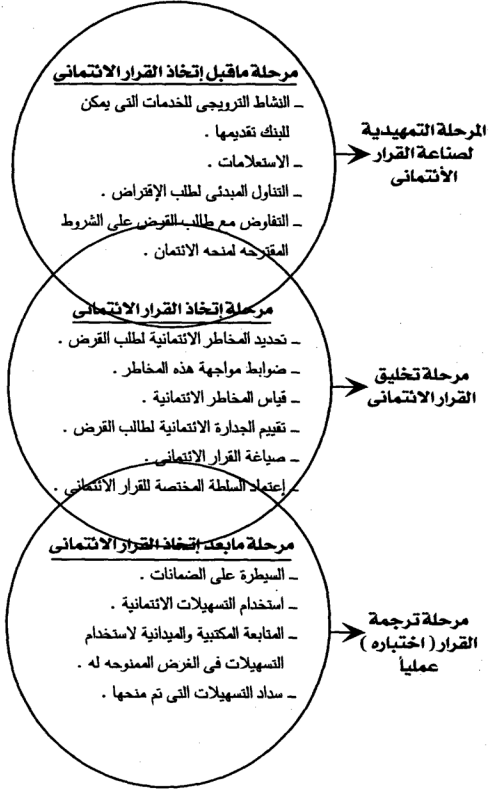 مرحلة ماقبل إتخاذ القرار الائتمانى
ـ النشاط الترويجى للخدمات التى يمكن
للبنك تقديمها .
ـ الاستعلامات .
ـ التناول المبدئى لطلب الإقتراض .
ـ التفاوض مع طالب القرض على الشروط
المقترحه لمنحه الائتمان .
المرحلة التمهيدية
لصناعة القرار
الأئتمانى
مرحلة إتخاذ القرار الائتمانى
ـ تحديد المخاطر الائتمانية لطلب القرض .
ـ ضوابط مواجهة هذه المخاطر .
ـ قياس المخاطر الائتمانية .
ـ تقييم الجدارة الائتمانية لطالب القرض .
ـ صياغة القرار الائتمانى .
ـ إعتماد السلطة المختصة للقرار الائتمانى .
مرحلة تخليق
القرار الائتمانى
مرحلة مابعد إتخاذ القرار الائتمانى
ـ السيطرة على الضمانات .
ـ استخدام التسهيلات الائتمانية .
ـ المتابعة المكتبية والميدانية لاستخدام
التسهيلات فى الغرض الممنوحه له .
ـ سداد التسهيلات التى تم منحها .
مرحلة ترجمة
القرار ( اختباره )
عملياً